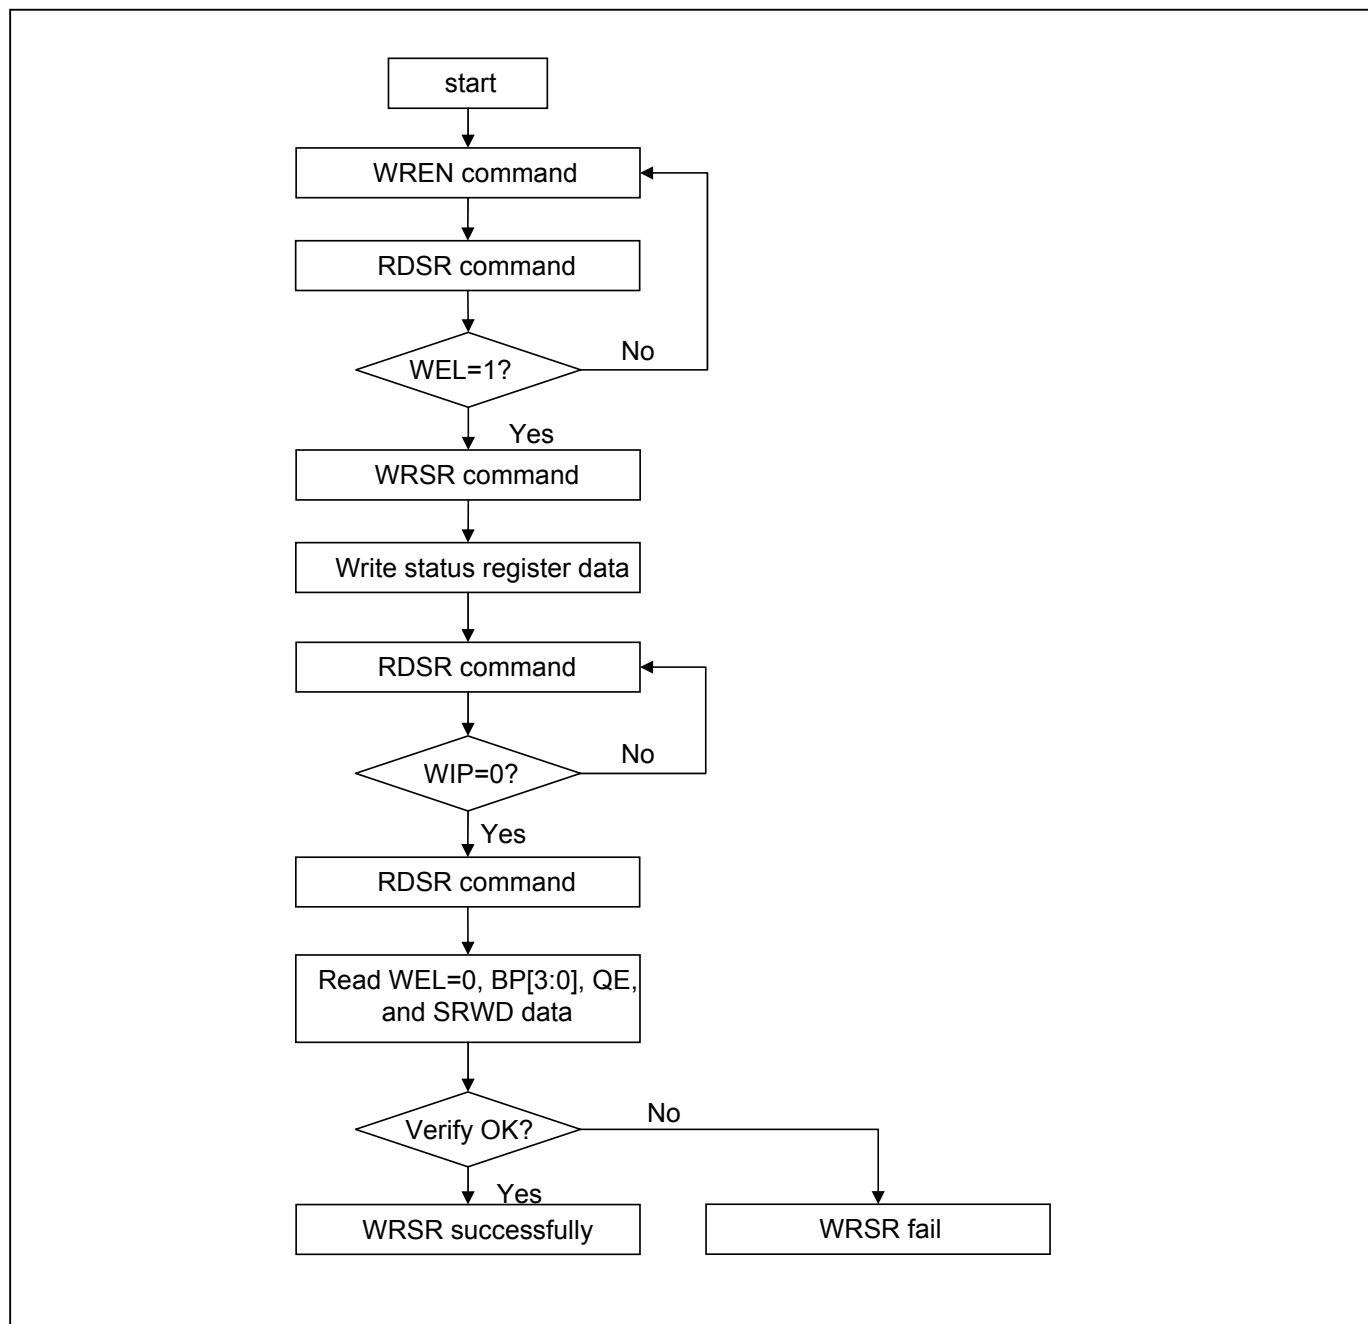 start
WREN command
RDSR command
WEL=1?
No
Yes
WRSR command
Write status register data
RDSR command
WIP=0?
No
Yes
RDSR command
Read WEL=0, BP[3:0], QE,
and SRWD data
Verify OK?
No
Yes
WRSR successfully
WRSR fail